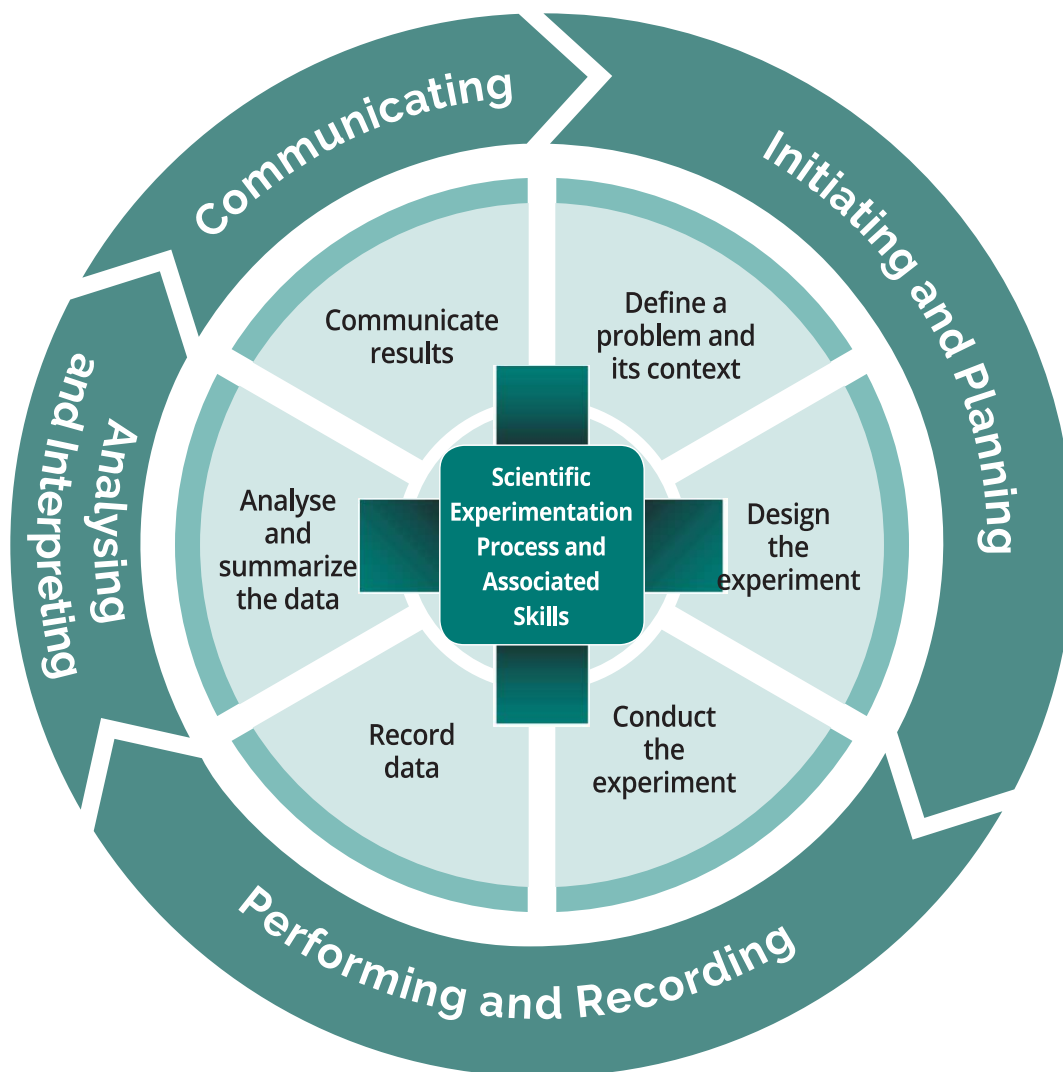 Communicating
Initiating and Planning
Performing and Recording
Analysing
and Interpreting
Define a
problem and
its context
Design
the
experiment
Conduct
the
experiment
Record
data
Analyse
and
summarize
the data
Communicate
results
Scientific
Experimentation
Process and
Associated
Skills